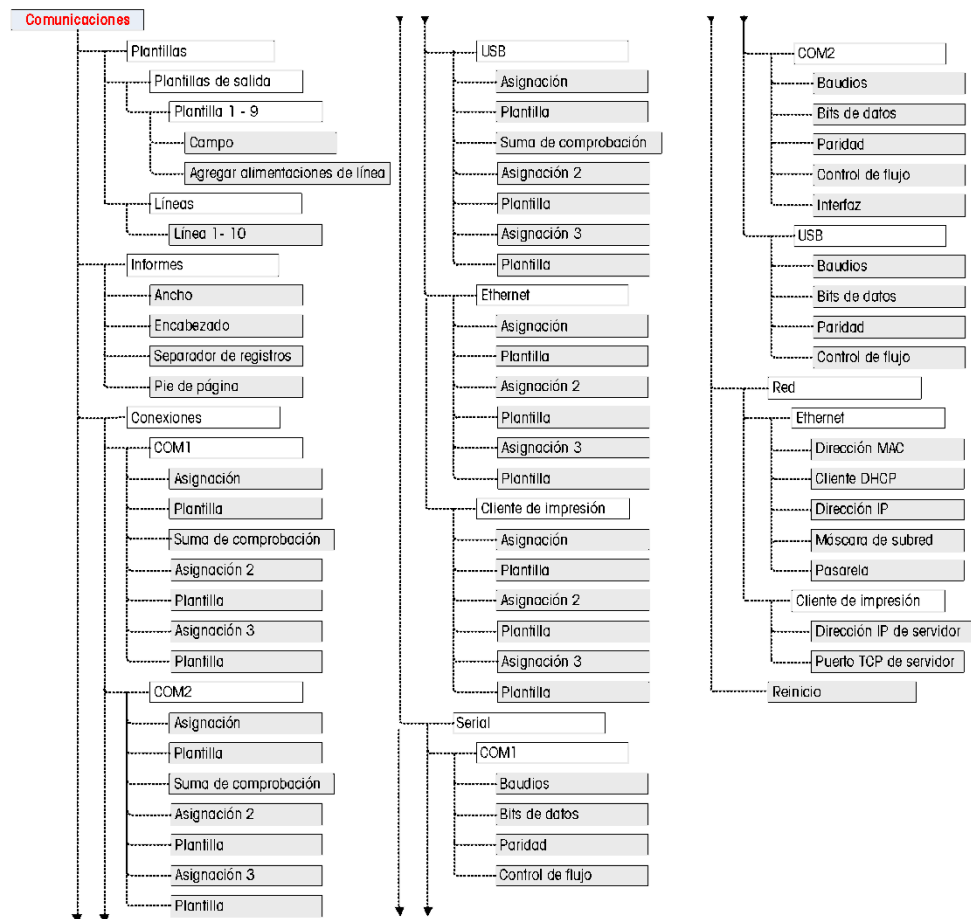 Comunicaciones
Plantillas
Plantillas de salida
Plantilla 1 - 9
Campo
Agregar alimentaciones de línea
Líneas
Línea 1- 10
Informes
Ancho
Encabezado
Separador de registros
Pie de página
Conexiones
COM1
Asignación
Plantilla
Suma de comprobación
Asignación 2
Plantilla
Asignación 3
Plantilla
COM2
Asignación
Plantilla
Suma de comprobación
Asignación 2
Plantilla
Asignación 3
Plantilla
USB
Asignación
Plantilla
Suma de comprobación
Asignación 2
Plantilla
Asignación 3
Plantilla
Ethernet
Asignación
Plantilla
Asignación 2
Plantilla
Asignación 3
Plantilla
Cliente de impresión
Asignación
Plantilla
Asignación 2
Plantilla
Asignación 3
Plantilla
Serial
COM1
Baudios
Bits de datos
Paridad
Control de flujo
COM2
Baudios
Bits de datos
Paridad
Control de flujo
Interfaz
USB
Baudios
Bits de datos
Paridad
Control de flujo
Red
Ethernet
Dirección MAC
Cliente DHCP
Dirección IP
Máscara de subred
Pasarela
Cliente de impresión
Dirección IP de servidor
Puerto TCP de servidor
Reinicio